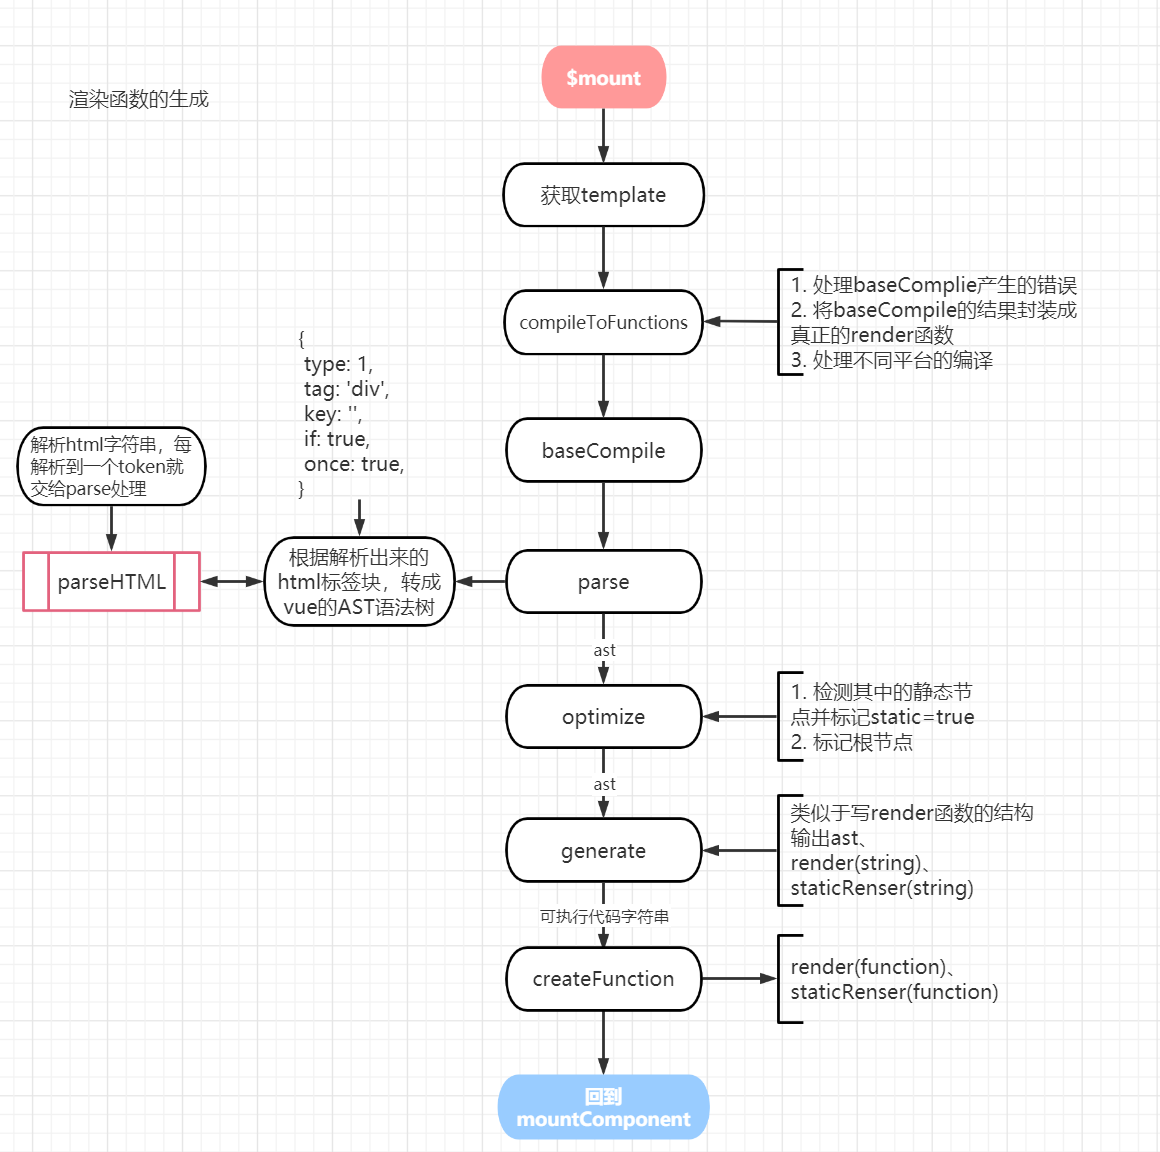 渲染函数的生成
$mount
获取template
compileToFunctions
1. 处理baseComplie产生的错误
2. 将baseCompile的结果封装成
真正的render函数
3. 处理不同平台的编译
{
type: 1,
tag: 'div',
key: '',
if: true,
once: true,
}
baseCompile
解析html字符串，每
解析到一个token就
交给parse处理
parseHTML
根据解析出来的
html标签块，转成
vue的AST语法树
parse
ast
optimize
1. 检测其中的静态节
点并标记static=true
2. 标记根节点
ast
generate
类似于写render函数的结构
输出ast、
render(string)、
staticRenser(string)
可执行代码字符串
createFunction
render(function)、
staticRenser(function)
回到
mountComponent